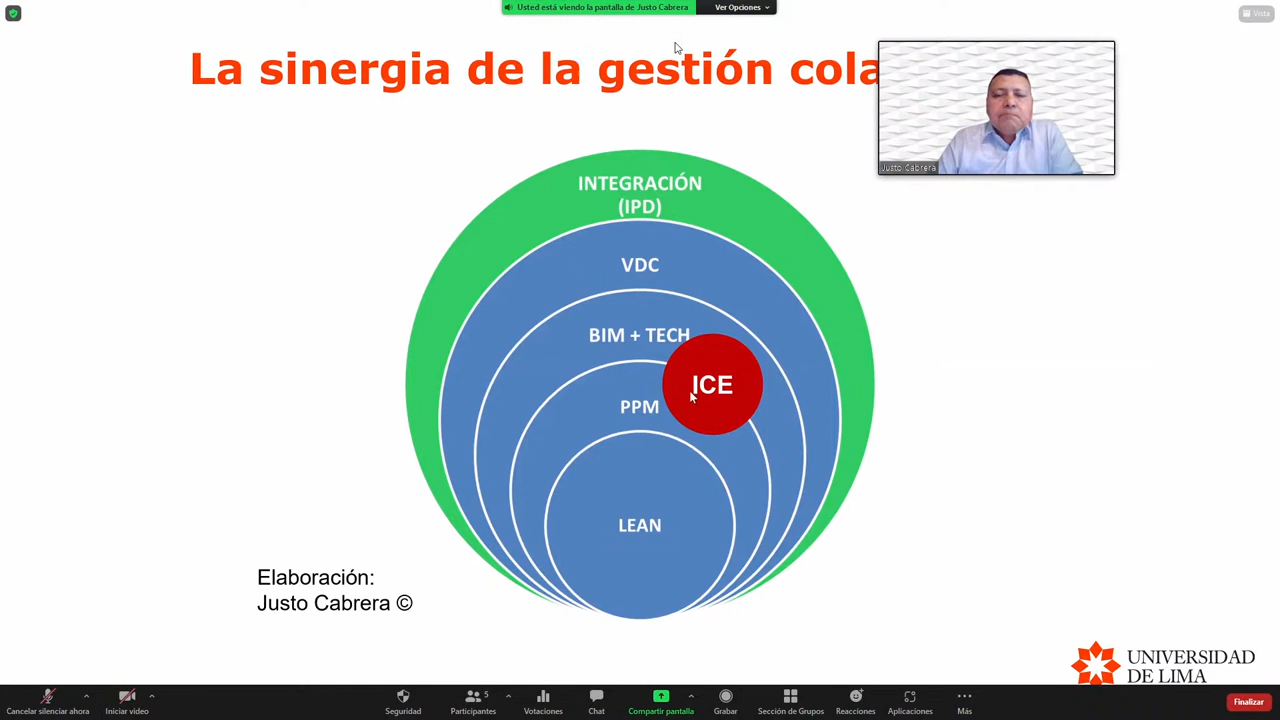 Usted está viendo la pantalla de Justo Cabrera
Ver Opciones
Vista
La sinergia de la gestión cola
Justo Cabrera
INTEGRACIÓN
(IPD)
VDC
BIM + TECH
ICE
PPM
LEAN
Elaboración:
Justo Cabrera ©
UNIVERSIDAD
DE LIMA
5
Cancelar silenciar ahora
Iniciar video
Seguridad
Participantes
Votaciones
Chat
Compartir pantalla
Grabar
Sección de Grupos
Reacciones
Aplicaciones
Más
Finalizar